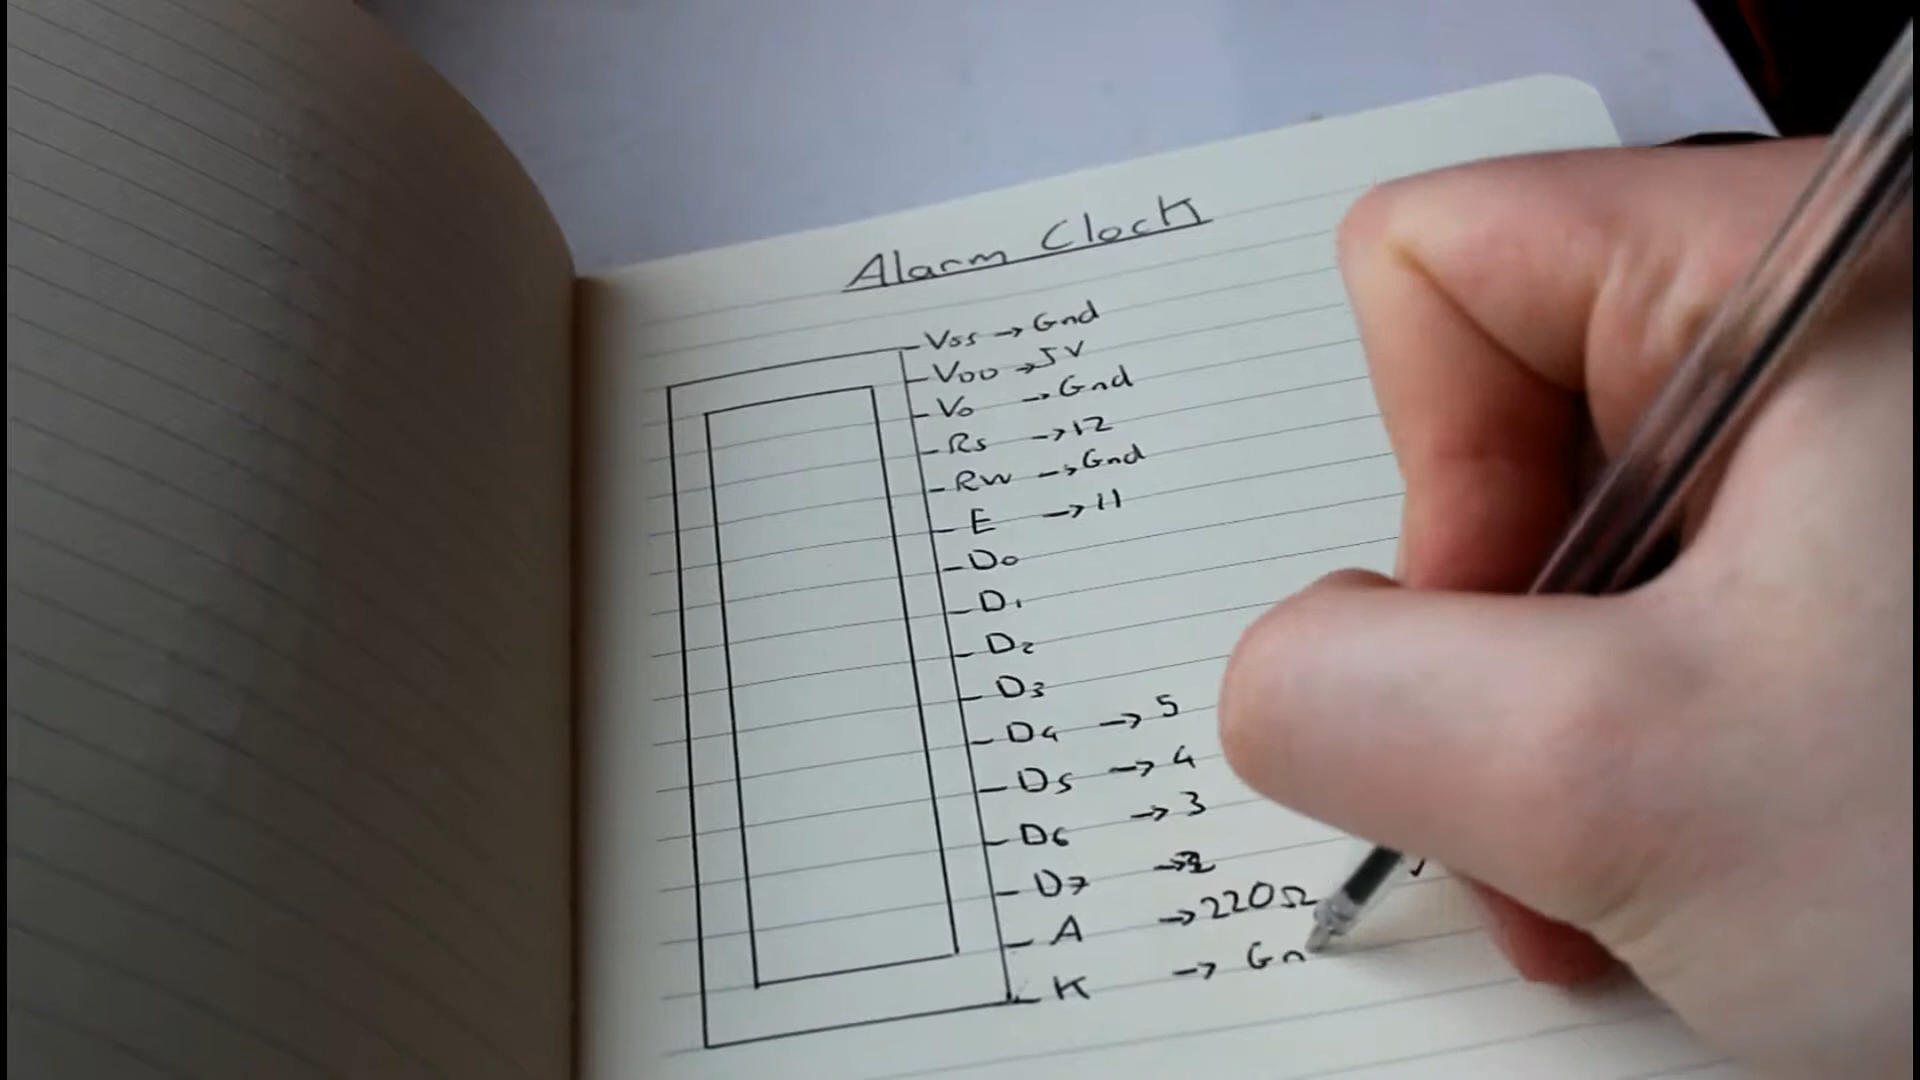 Alarm Clock
Vss → Gnd
VDD → 5V
Vo → Gnd
Rs → 12
RW → Gnd
E → 11
D0
D1
D2
D3
D4 → 5
D5 → 4
D6 → 3
D7 → 2
A → 220Ω
K → Gn